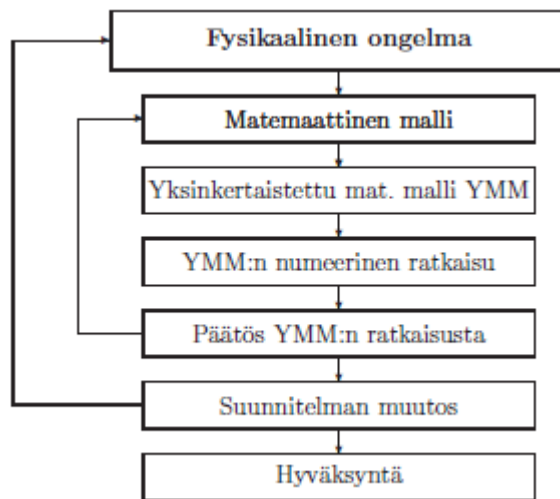 Fysikaalinen ongelma
Matemaattinen malli
Yksinkertaistettu mat. malli YMM
YMM:n numeerinen ratkaisu
Päätös YMM:n ratkaisusta
Suunnitelman muutos
Hyväksyntä